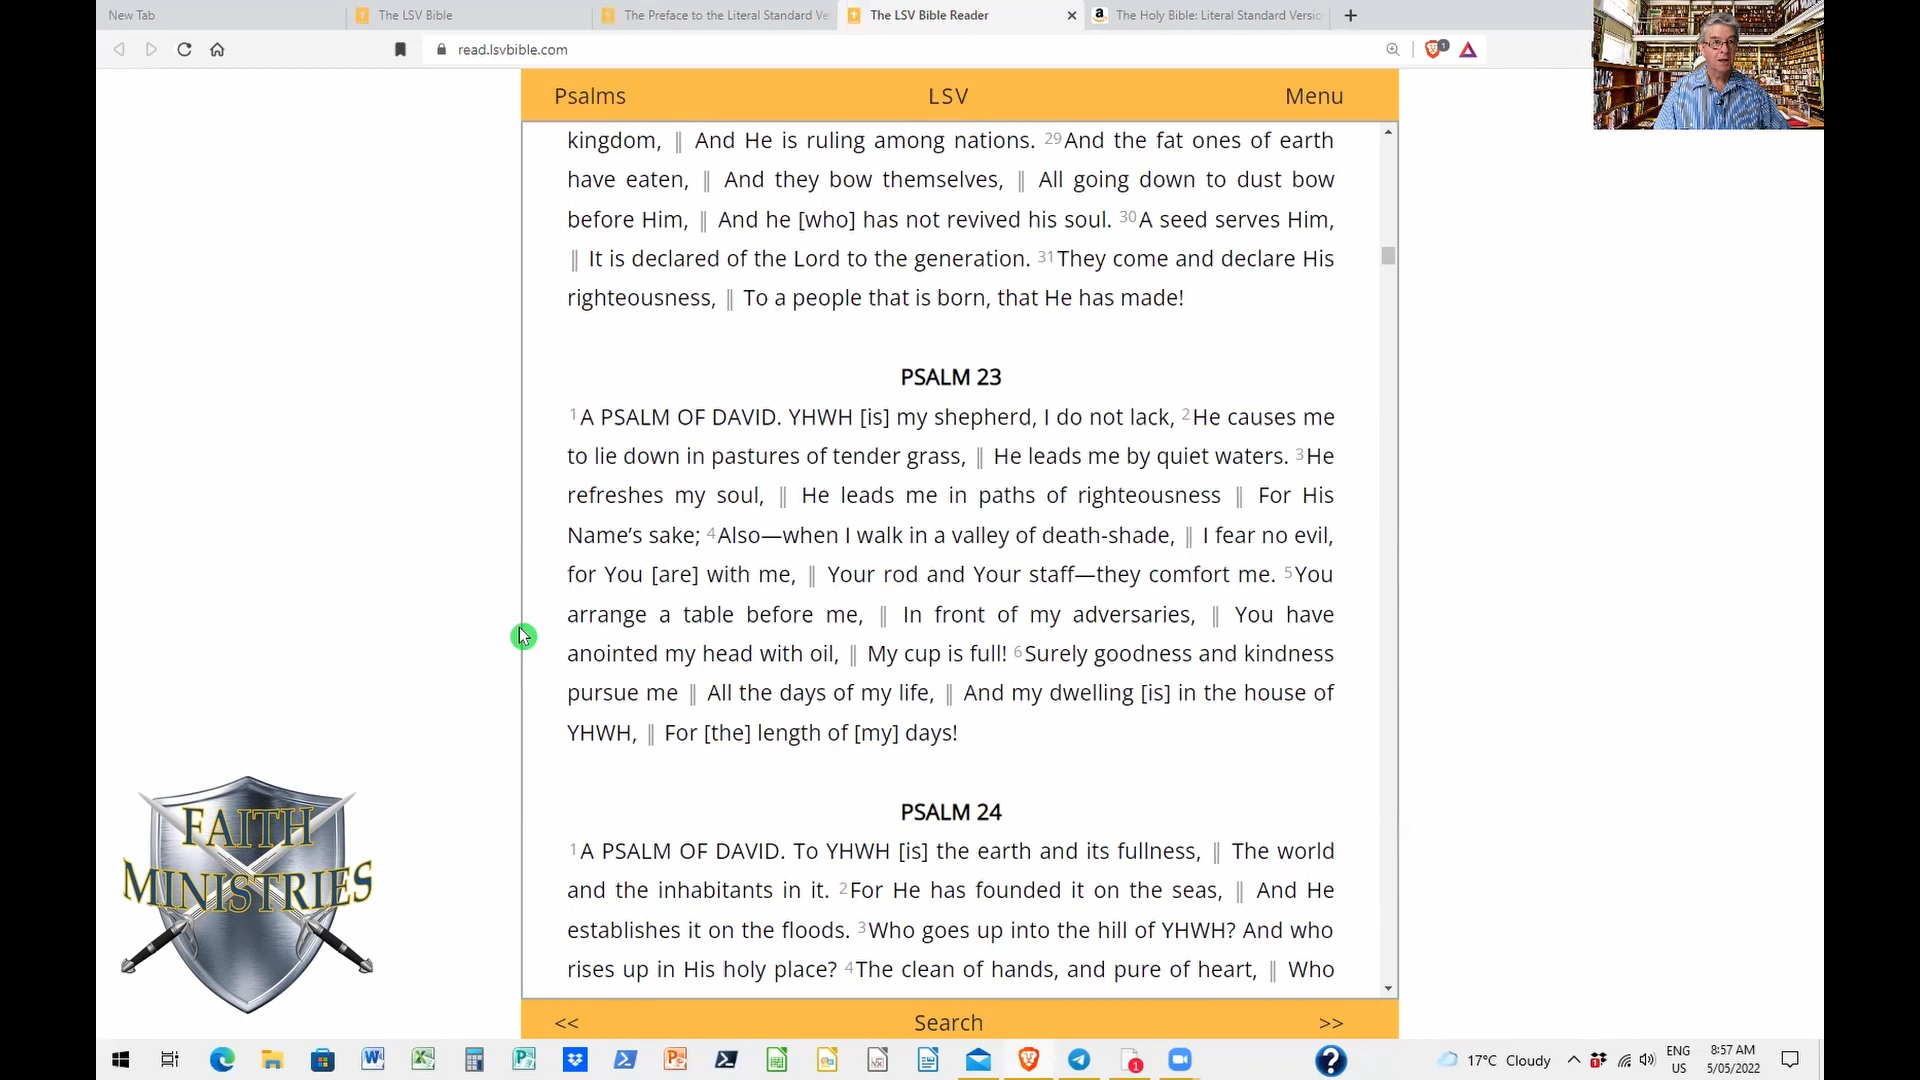 New Tab
The LSV Bible
The Preface to the Literal Standard Ve
The LSV Bible Reader
The Holy Bible: Literal Standard Versio
read.lsvbible.com
1
Psalms LSV Menu
kingdom, ‖ And He is ruling among nations. 29And the fat ones of earth
have eaten, ‖ And they bow themselves, ‖ All going down to dust bow
before Him, ‖ And he [who] has not revived his soul. 30A seed serves Him,
‖ It is declared of the Lord to the generation. 31They come and declare His
righteousness, ‖ To a people that is born, that He has made!
PSALM 23
1A PSALM OF DAVID. YHWH [is] my shepherd, I do not lack, 2He causes me
to lie down in pastures of tender grass, ‖ He leads me by quiet waters. 3He
refreshes my soul, ‖ He leads me in paths of righteousness ‖ For His
Name’s sake; 4Also—when I walk in a valley of death-shade, ‖ I fear no evil,
for You [are] with me, ‖ Your rod and Your staff—they comfort me. 5You
arrange a table before me, ‖ In front of my adversaries, ‖ You have
anointed my head with oil, ‖ My cup is full! 6Surely goodness and kindness
pursue me ‖ All the days of my life, ‖ And my dwelling [is] in the house of
YHWH, ‖ For [the] length of [my] days!
PSALM 24
1A PSALM OF DAVID. To YHWH [is] the earth and its fullness, ‖ The world
and the inhabitants in it. 2For He has founded it on the seas, ‖ And He
establishes it on the floods. 3Who goes up into the hill of YHWH? And who
rises up in His holy place? 4The clean of hands, and pure of heart, ‖ Who
<< Search >>
FAITH
MINISTRIES
17°C Cloudy
ENG
US
8:57 AM
5/05/2022